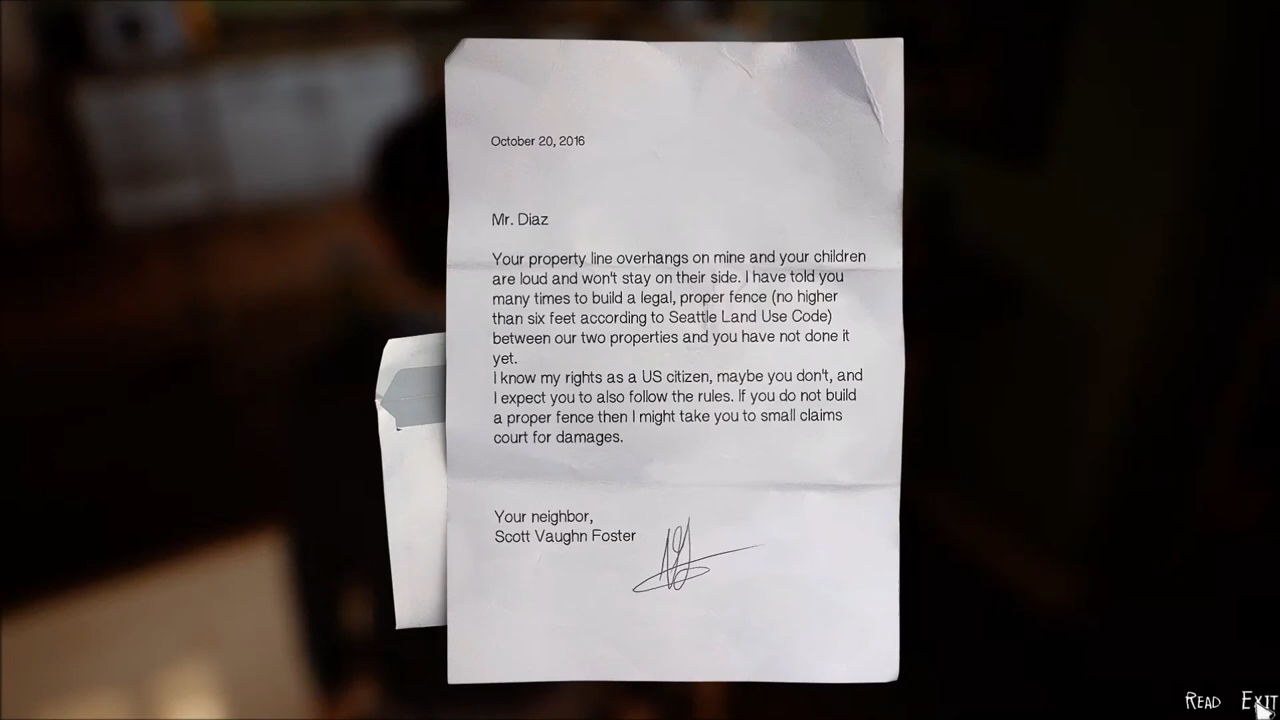 October 20, 2016
Mr. Diaz
Your property line overhangs on mine and your children
are loud and won't stay on their side. I have told you
many times to build a legal, proper fence (no higher
than six feet according to Seattle Land Use Code)
between our two properties and you have not done it
yet.
I know my rights as a US citizen, maybe you don't, and
I expect you to also follow the rules. If you do not build
a proper fence then I might take you to small claims
court for damages.
Your neighbor,
Scott Vaughn Foster
READ EXIT